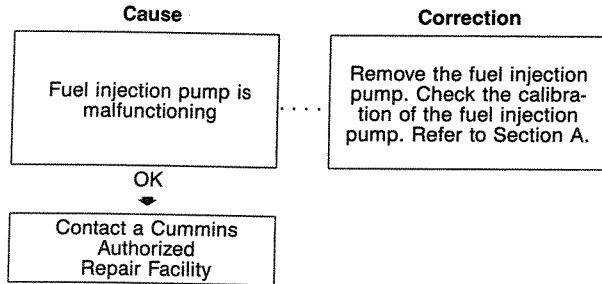 Cause
Correction
Fuel injection pump is
malfunctioning
. . . .
Remove the fuel injection
pump. Check the calibra-
tion of the fuel injection
pump. Refer to Section A.
OK
Contact a Cummins
Authorized
Repair Facility